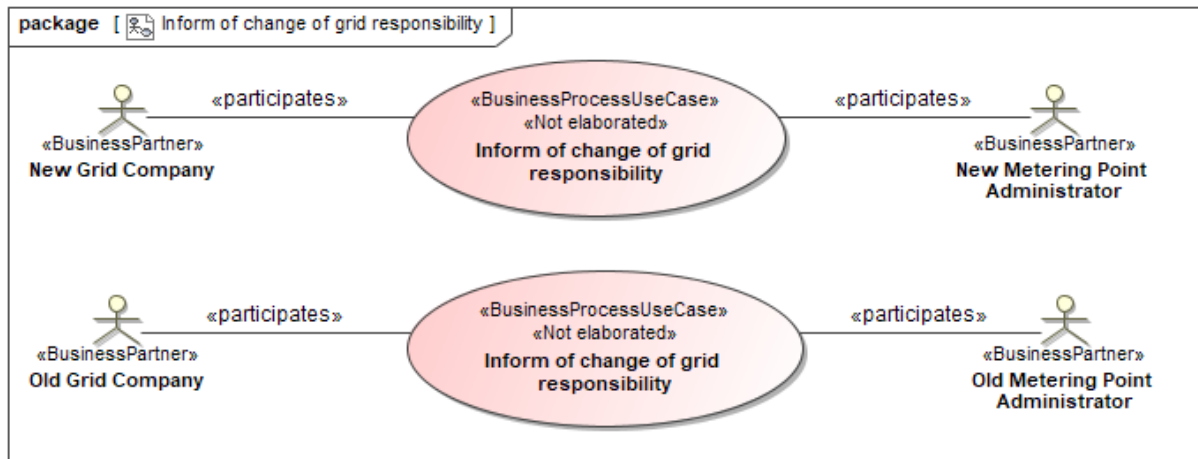 package [ Inform of change of grid responsibility ]
«participates»
«participates»
«BusinessProcessUseCase»
«Not elaborated»
Inform of change of grid
responsibility
«BusinessPartner»
New Grid Company
«BusinessPartner»
New Metering Point
Administrator
«participates»
«participates»
«BusinessProcessUseCase»
«Not elaborated»
Inform of change of grid
responsibility
«BusinessPartner»
Old Grid Company
«BusinessPartner»
Old Metering Point
Administrator